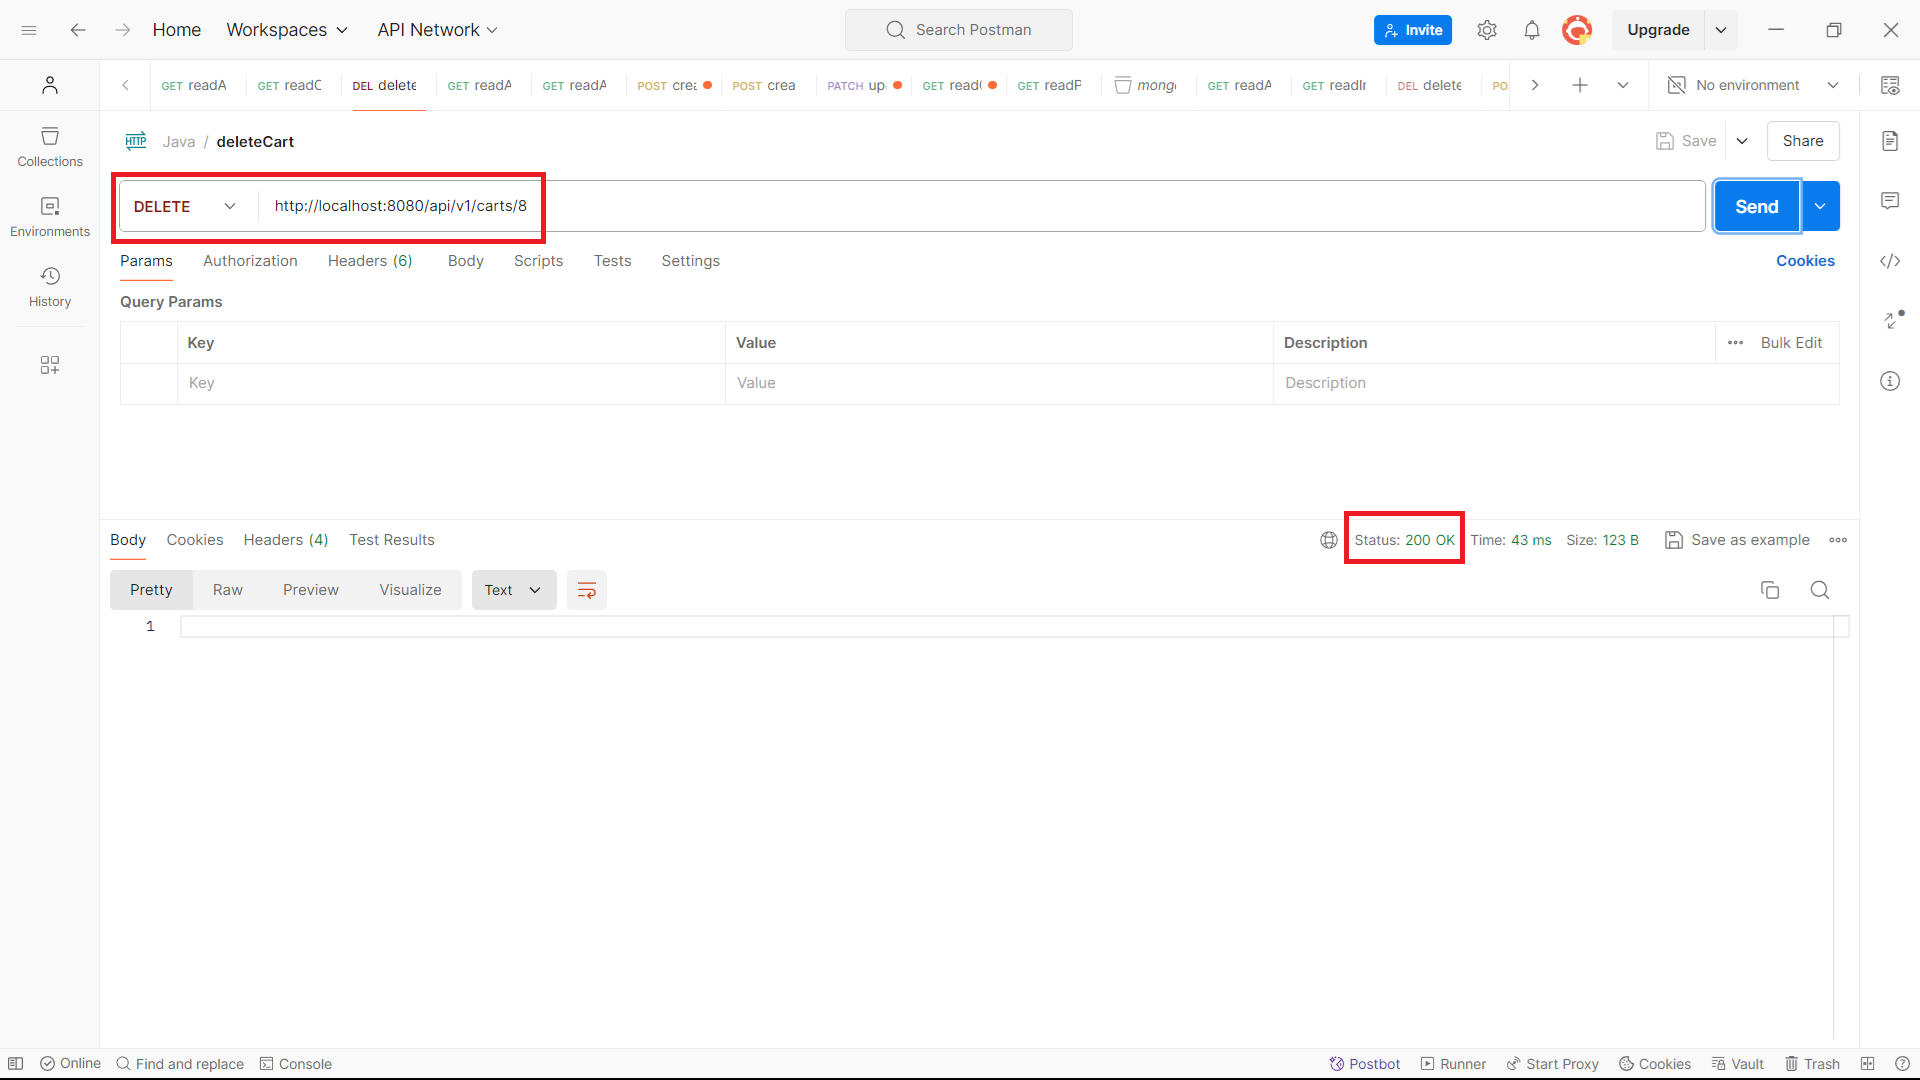 Home Workspaces API Network Search Postman Invite Upgrade
GET readA GET readC DEL delete GET readA GET readA POST crea POST crea PATCH up GET read GET readP mong GET readA GET readIr DEL delete PO No environment
HTTP Java / deleteCart Save Share
Collections
DELETE http://localhost:8080/api/v1/carts/8 Send
Environments
Params Authorization Headers (6) Body Scripts Tests Settings Cookies
History
Query Params
Key Value Description Bulk Edit
Key Value Description
Body Cookies Headers (4) Test Results Status: 200 OK Time: 43 ms Size: 123 B Save as example
Pretty Raw Preview Visualize Text
1
Online Find and replace Console Postbot Runner Start Proxy Cookies Vault Trash